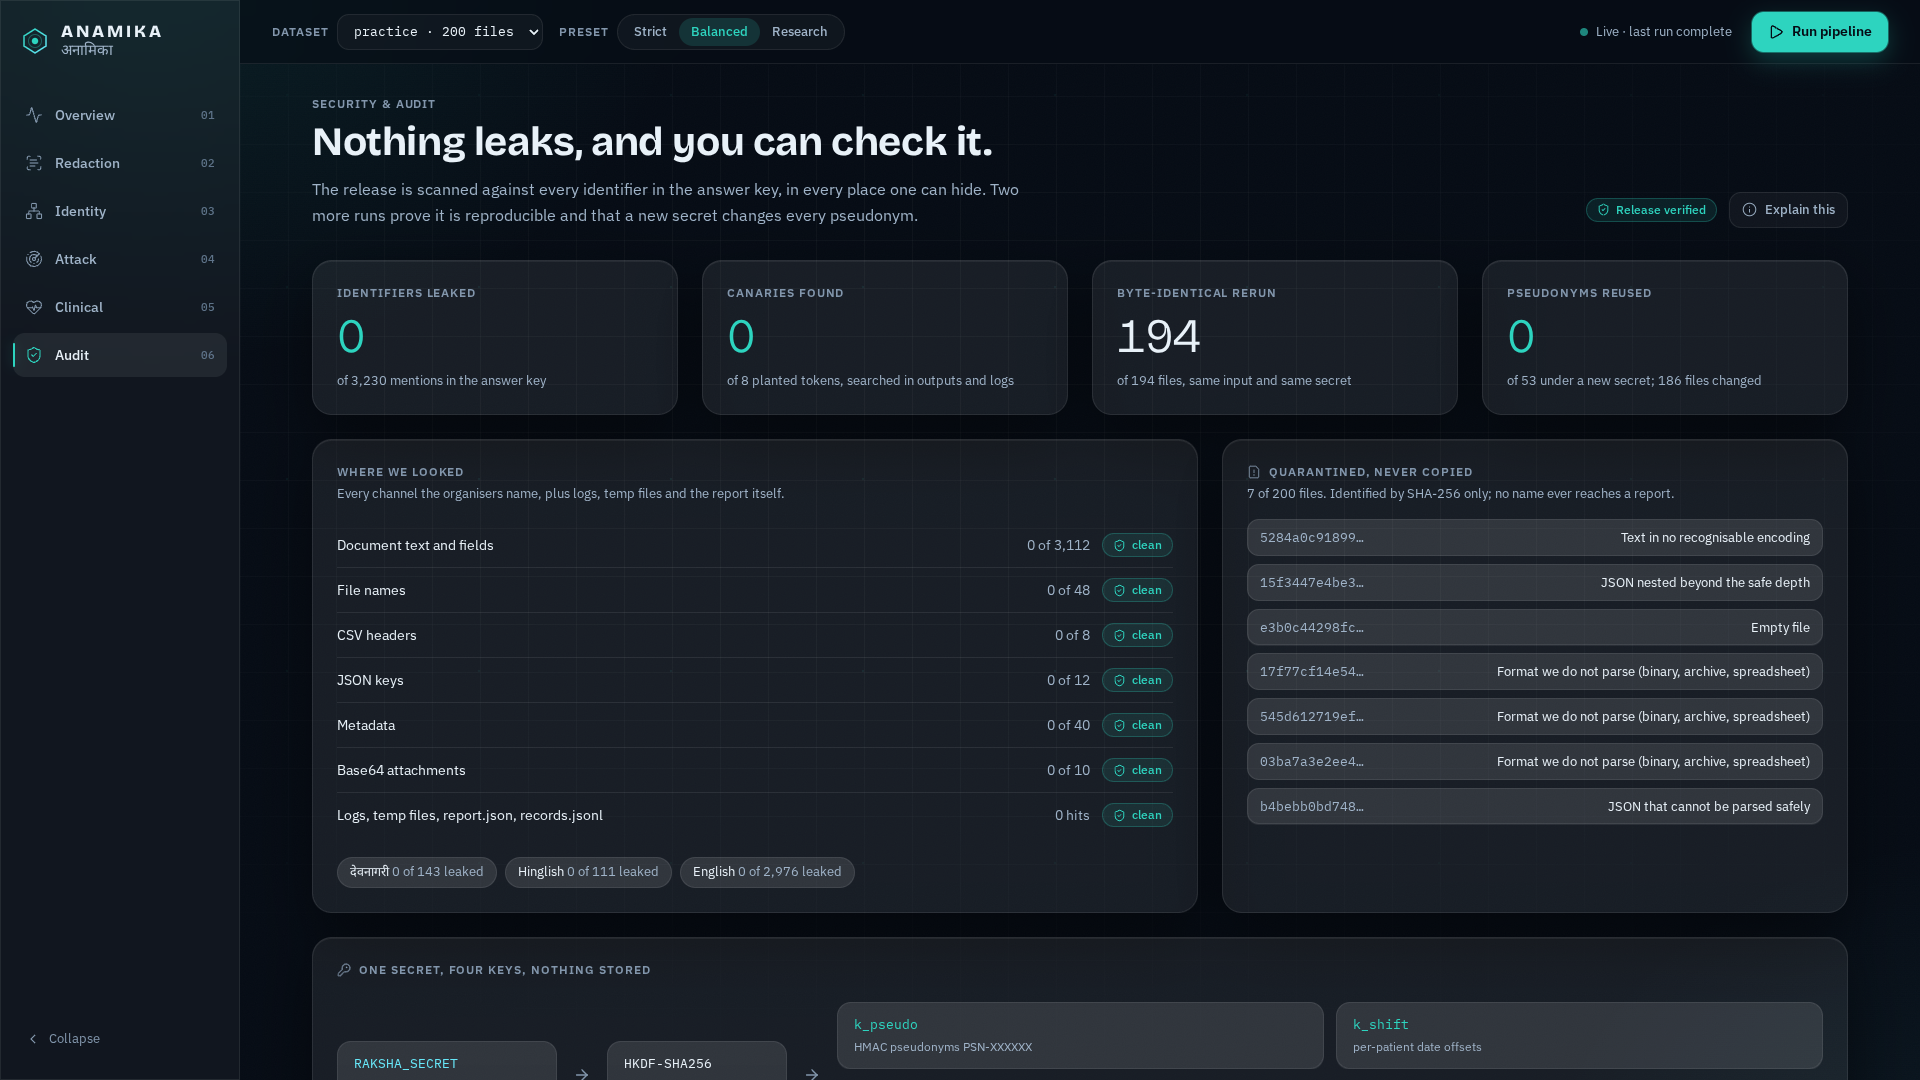 ANAMIKA
अनामिका
Overview 01
Redaction 02
Identity 03
Attack 04
Clinical 05
Audit 06
Collapse
DATASET practice · 200 files PRESET Strict Balanced Research
Live · last run complete Run pipeline
SECURITY & AUDIT
Nothing leaks, and you can check it.
The release is scanned against every identifier in the answer key, in every place one can hide. Two
more runs prove it is reproducible and that a new secret changes every pseudonym.
Release verified Explain this
IDENTIFIERS LEAKED
0
of 3,230 mentions in the answer key
CANARIES FOUND
0
of 8 planted tokens, searched in outputs and logs
BYTE-IDENTICAL RERUN
194
of 194 files, same input and same secret
PSEUDONYMS REUSED
0
of 53 under a new secret; 186 files changed
WHERE WE LOOKED
Every channel the organisers name, plus logs, temp files and the report itself.
Document text and fields 0 of 3,112 clean
File names 0 of 48 clean
CSV headers 0 of 8 clean
JSON keys 0 of 12 clean
Metadata 0 of 40 clean
Base64 attachments 0 of 10 clean
Logs, temp files, report.json, records.jsonl 0 hits clean
देवनागरी 0 of 143 leaked Hinglish 0 of 111 leaked English 0 of 2,976 leaked
QUARANTINED, NEVER COPIED
7 of 200 files. Identified by SHA-256 only; no name ever reaches a report.
5284a0c91899… Text in no recognisable encoding
15f3447e4be3… JSON nested beyond the safe depth
e3b0c44298fc… Empty file
17f77cf14e54… Format we do not parse (binary, archive, spreadsheet)
545d612719ef… Format we do not parse (binary, archive, spreadsheet)
03ba7a3e2ee4… Format we do not parse (binary, archive, spreadsheet)
b4bebb0bd748… JSON that cannot be parsed safely
ONE SECRET, FOUR KEYS, NOTHING STORED
RAKSHA_SECRET
HKDF-SHA256
k_pseudo
HMAC pseudonyms PSN-XXXXXX
k_shift
per-patient date offsets